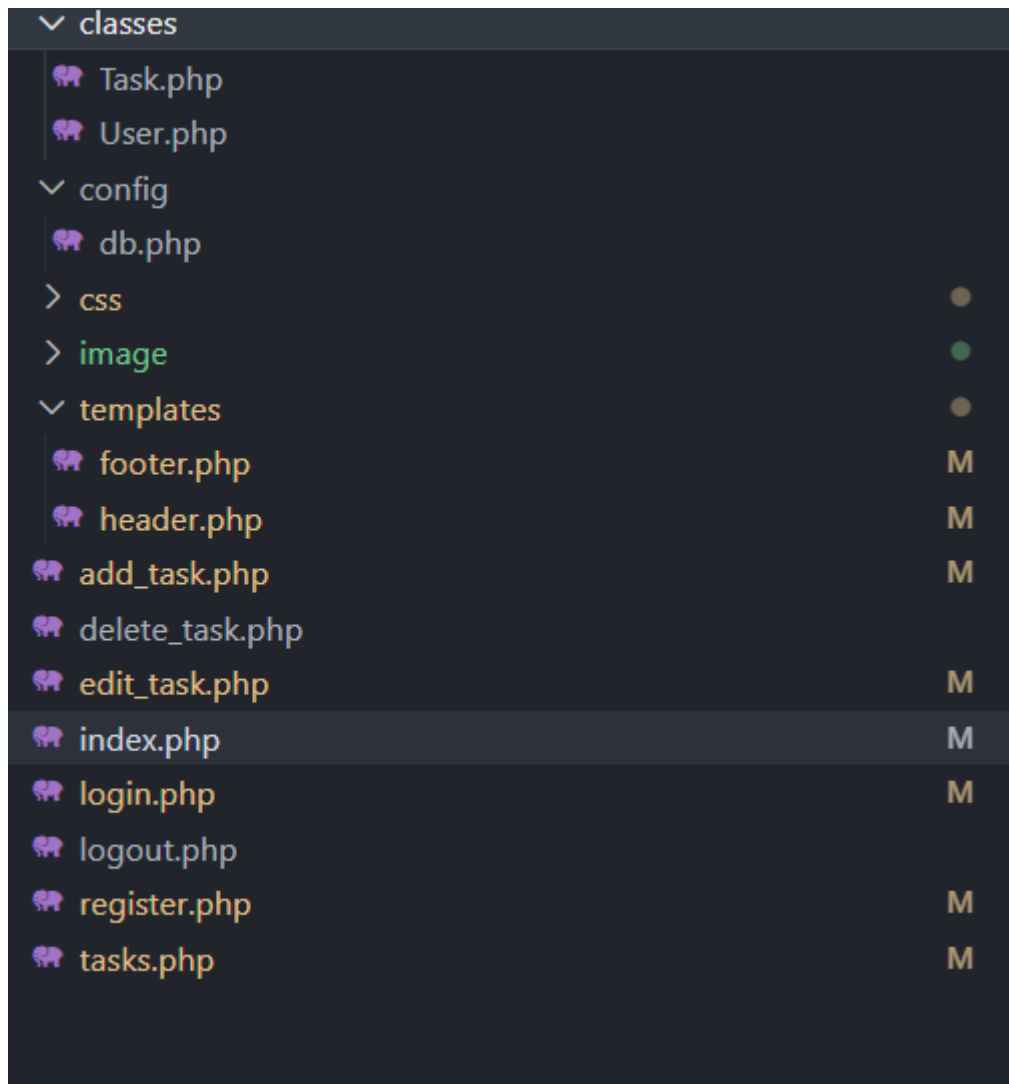 classes
Task.php
User.php
config
db.php
css
image
templates
footer.php M
header.php M
add_task.php M
delete_task.php
edit_task.php M
index.php M
login.php M
logout.php
register.php M
tasks.php M